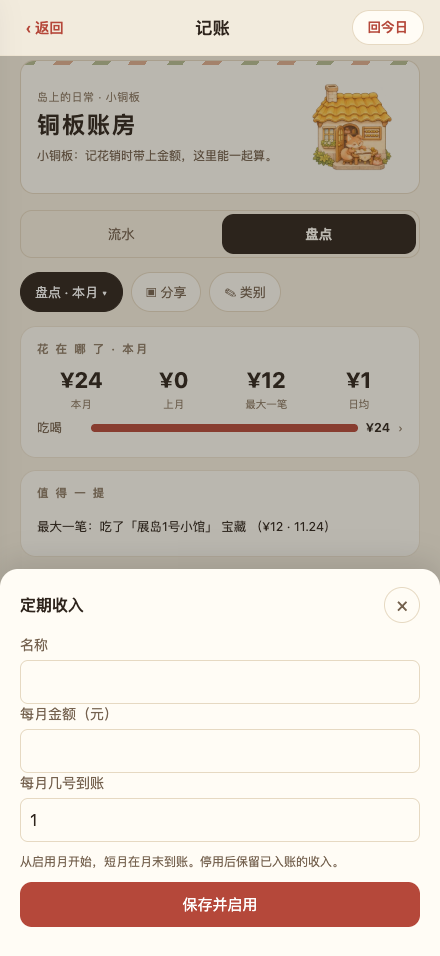 ‹ 返回
记账
回今日
岛上的日常 · 小铜板
铜板账房
小铜板：记花销时带上金额，这里能一起算。
流水
盘点
盘点 · 本月 ▾
▣ 分享
✎ 类别
花在哪了 · 本月
¥24
¥0
¥12
¥1
本月
上月
最大一笔
日均
吃喝
¥24 ›
值得一提
最大一笔：吃了「展岛1号小馆」 宝藏 （¥12 · 11.24）
定期收入
×
名称
每月金额（元）
每月几号到账
1
从启用月开始，短月在月末到账。停用后保留已入账的收入。
保存并启用